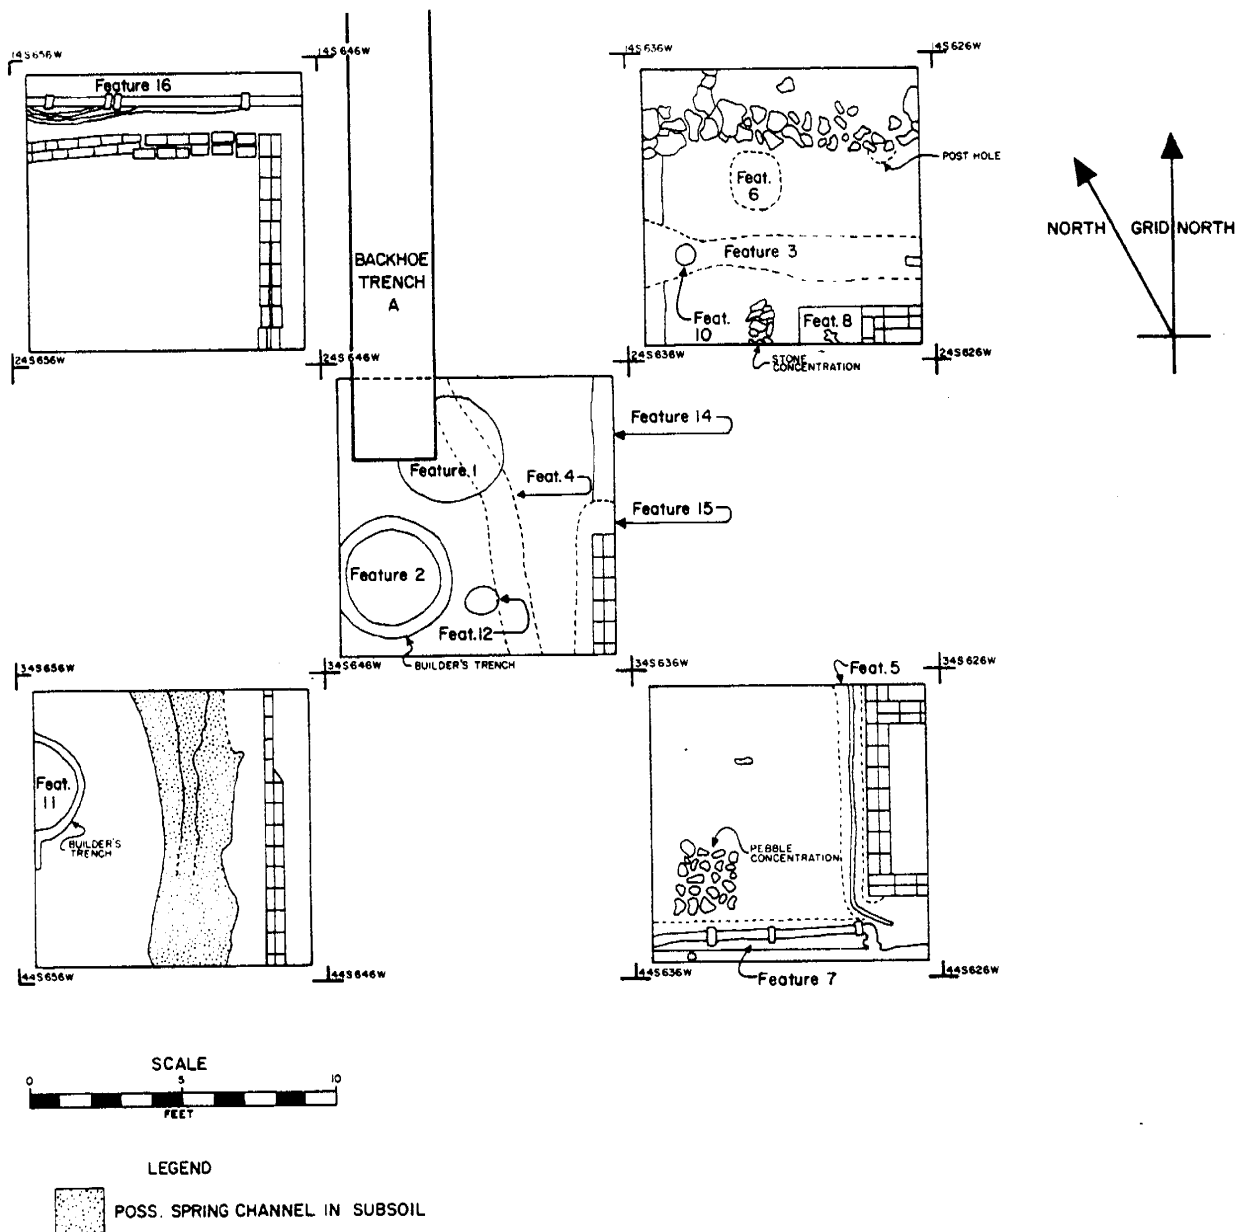 14S656W
14S646W
14S636W
14S626W
Feature 16
POST HOLE
Feat.
6
NORTH
GRID NORTH
BACKHOE
TRENCH
A
Feature 3
Feat.
10
Feat. 8
24S656W
24S646W
24S636W
24S626W
STONE
CONCENTRATION
Feature 14
Feature 1
Feat. 4
Feature 15
Feature 2
Feat. 12
BUILDER'S TRENCH
34S656W
34S646W
34S636W
34S626W
Feat. 5
Feat.
11
BUILDER'S
TRENCH
PEBBLE
CONCENTRATION
44S656W
44S646W
44S636W
44S626W
Feature 7
SCALE
0 5 10
FEET
LEGEND
POSS. SPRING CHANNEL IN SUBSOIL